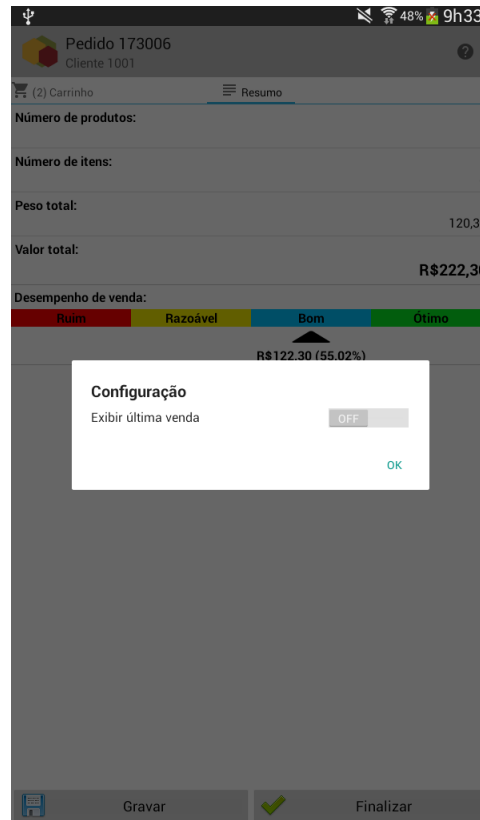 48% 9h33
Pedido 173006
Cliente 1001
(2) Carrinho
Resumo
Número de produtos:
Número de itens:
Peso total:
120,3
Valor total:
R$222,30
Desempenho de venda:
Ruim Razoável Bom Ótimo
R$122,30 (55,02%)
Configuração
Exibir última venda OFF
OK
Gravar Finalizar